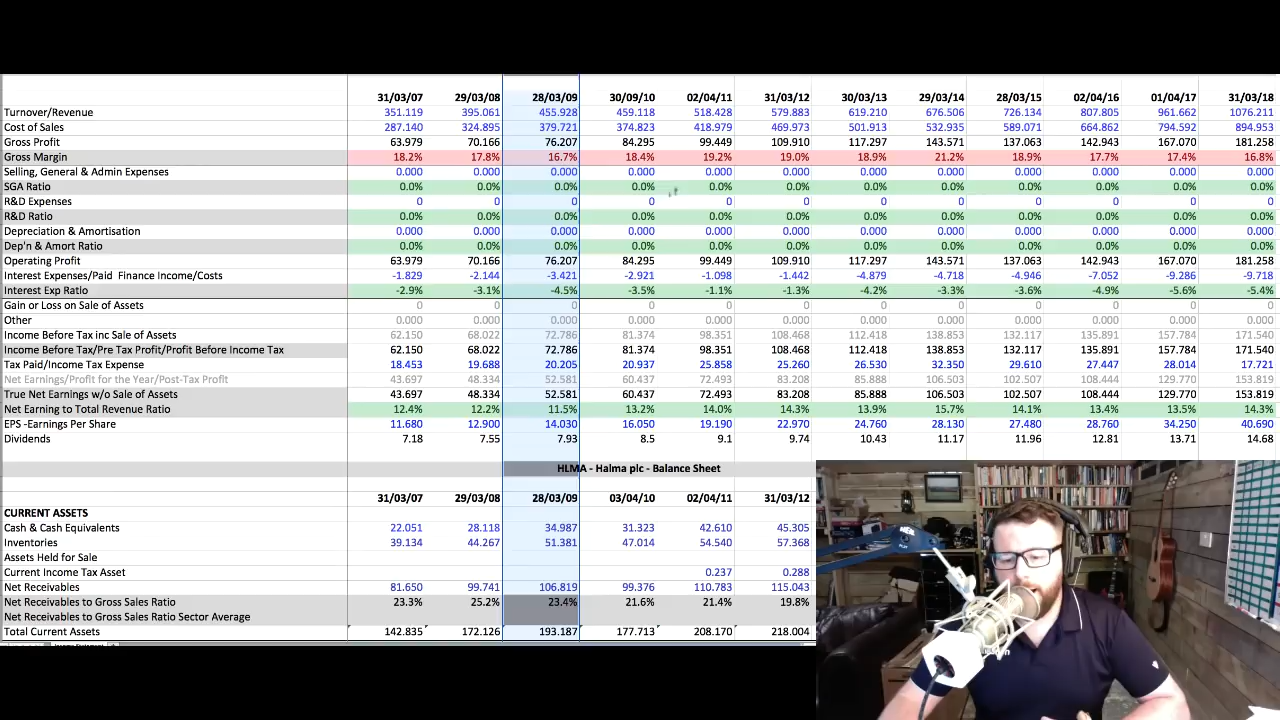 31/03/07 29/03/08 28/03/09 30/09/10 02/04/11 31/03/12 30/03/13 29/03/14 28/03/15 02/04/16 01/04/17 31/03/18
Turnover/Revenue 351.119 395.061 455.928 459.118 518.428 579.883 619.210 676.506 726.134 807.805 961.662 1076.211
Cost of Sales 287.140 324.895 379.721 374.823 418.979 469.973 501.913 532.935 589.071 664.862 794.592 894.953
Gross Profit 63.979 70.166 76.207 84.295 99.449 109.910 117.297 143.571 137.063 142.943 167.070 181.258
Gross Margin 18.2% 17.8% 16.7% 18.4% 19.2% 19.0% 18.9% 21.2% 18.9% 17.7% 17.4% 16.8%
Selling, General & Admin Expenses 0.000 0.000 0.000 0.000 0.000 0.000 0.000 0.000 0.000 0.000 0.000 0.000
SGA Ratio 0.0% 0.0% 0.0% 0.0% 0.0% 0.0% 0.0% 0.0% 0.0% 0.0% 0.0% 0.0%
R&D Expenses 0 0 0 0 0 0 0 0 0 0 0 0
R&D Ratio 0.0% 0.0% 0.0% 0.0% 0.0% 0.0% 0.0% 0.0% 0.0% 0.0% 0.0% 0.0%
Depreciation & Amortisation 0.000 0.000 0.000 0.000 0.000 0.000 0.000 0.000 0.000 0.000 0.000 0.000
Dep'n & Amort Ratio 0.0% 0.0% 0.0% 0.0% 0.0% 0.0% 0.0% 0.0% 0.0% 0.0% 0.0% 0.0%
Operating Profit 63.979 70.166 76.207 84.295 99.449 109.910 117.297 143.571 137.063 142.943 167.070 181.258
Interest Expenses/Paid Finance Income/Costs -1.829 -2.144 -3.421 -2.921 -1.098 -1.442 -4.879 -4.718 -4.946 -7.052 -9.286 -9.718
Interest Exp Ratio -2.9% -3.1% -4.5% -3.5% -1.1% -1.3% -4.2% -3.3% -3.6% -4.9% -5.6% -5.4%
Gain or Loss on Sale of Assets 0 0 0 0 0 0 0 0 0 0 0 0
Other 0.000 0.000 0.000 0.000 0.000 0.000 0.000 0.000 0.000 0.000 0.000 0.000
Income Before Tax inc Sale of Assets 62.150 68.022 72.786 81.374 98.351 108.468 112.418 138.853 132.117 135.891 157.784 171.540
Income Before Tax/Pre Tax Profit/Profit Before Income Tax 62.150 68.022 72.786 81.374 98.351 108.468 112.418 138.853 132.117 135.891 157.784 171.540
Tax Paid/Income Tax Expense 18.453 19.688 20.205 20.937 25.858 25.260 26.530 32.350 29.610 27.447 28.014 17.721
Net Earnings/Profit for the Year/Post-Tax Profit 43.697 48.334 52.581 60.437 72.493 83.208 85.888 106.503 102.507 108.444 129.770 153.819
True Net Earnings w/o Sale of Assets 43.697 48.334 52.581 60.437 72.493 83.208 85.888 106.503 102.507 108.444 129.770 153.819
Net Earning to Total Revenue Ratio 12.4% 12.2% 11.5% 13.2% 14.0% 14.3% 13.9% 15.7% 14.1% 13.4% 13.5% 14.3%
EPS -Earnings Per Share 11.680 12.900 14.030 16.050 19.190 22.970 24.760 28.130 27.480 28.760 34.250 40.690
Dividends 7.18 7.55 7.93 8.5 9.1 9.74 10.43 11.17 11.96 12.81 13.71 14.68
HLMA - Halma plc - Balance Sheet
31/03/07 29/03/08 28/03/09 03/04/10 02/04/11 31/03/12
CURRENT ASSETS
Cash & Cash Equivalents 22.051 28.118 34.987 31.323 42.610 45.305
Inventories 39.134 44.267 51.381 47.014 54.540 57.368
Assets Held for Sale
Current Income Tax Asset 0.237 0.288
Net Receivables 81.650 99.741 106.819 99.376 110.783 115.043
Net Receivables to Gross Sales Ratio 23.3% 25.2% 23.4% 21.6% 21.4% 19.8%
Net Receivables to Gross Sales Ratio Sector Average
Total Current Assets 142.835 172.126 193.187 177.713 208.170 218.004